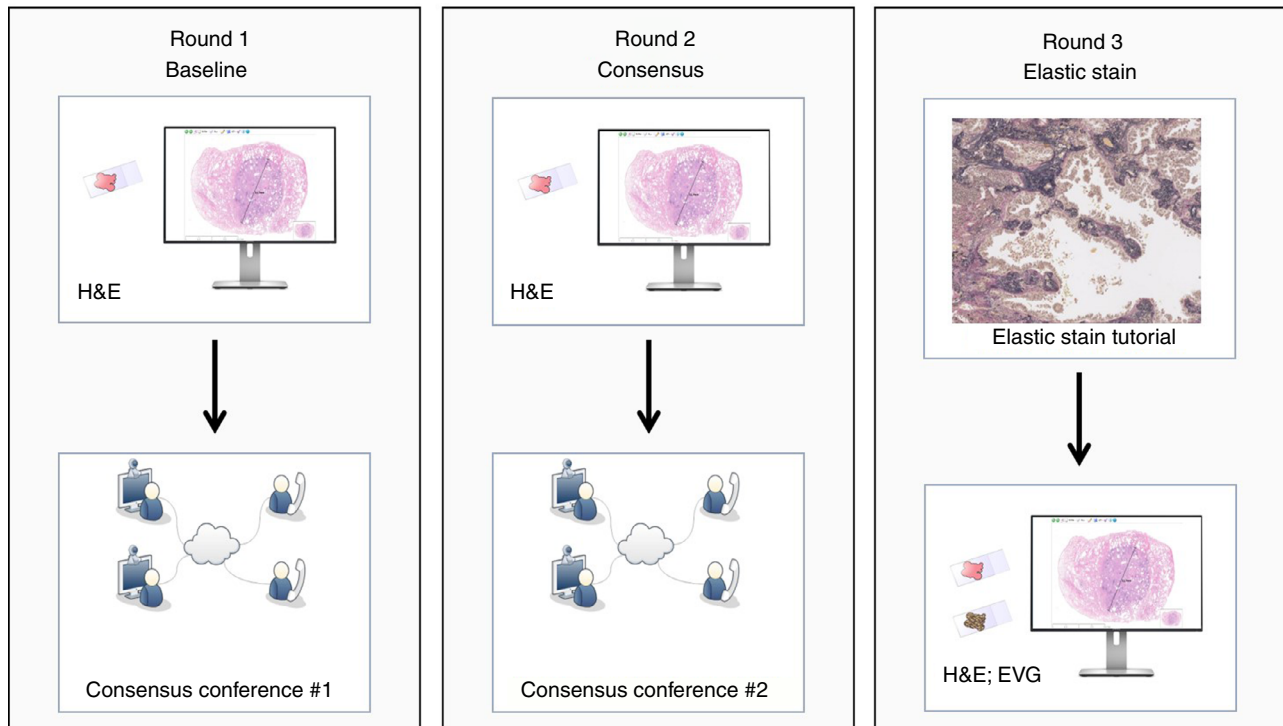 Round 1
Baseline
H&E
Consensus conference #1
Round 2
Consensus
H&E
Consensus conference #2
Round 3
Elastic stain
Elastic stain tutorial
H&E; EVG